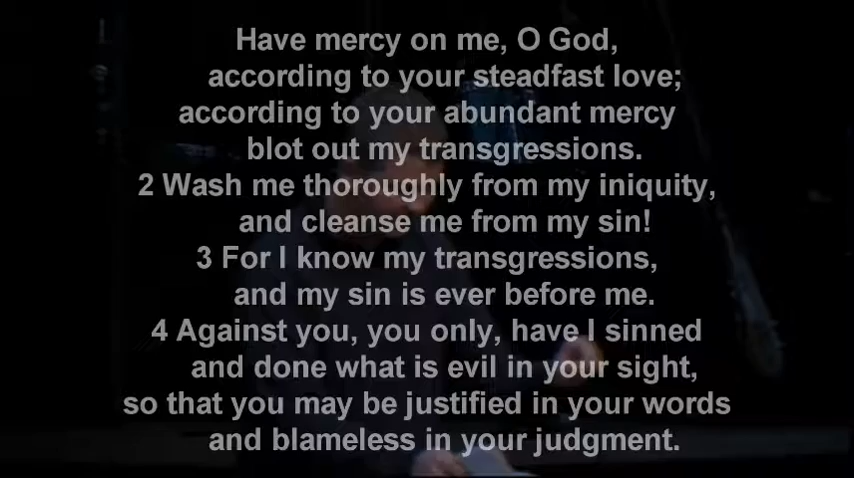 Have mercy on me, O God,
according to your steadfast love;
according to your abundant mercy
blot out my transgressions.
2 Wash me thoroughly from my iniquity,
and cleanse me from my sin!
3 For I know my transgressions,
and my sin is ever before me.
4 Against you, you only, have I sinned
and done what is evil in your sight,
so that you may be justified in your words
and blameless in your judgment.